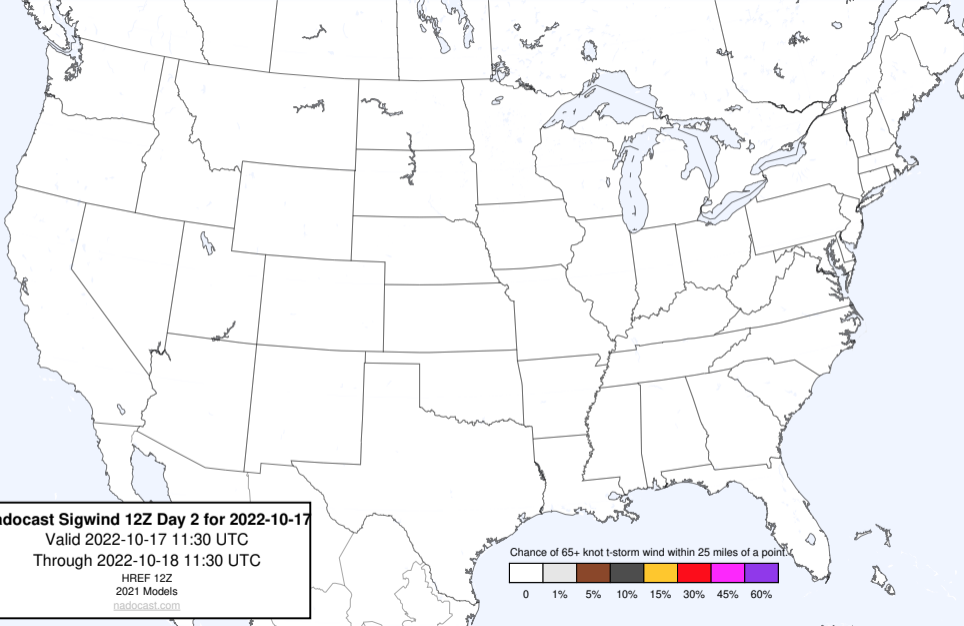 adocast Sigwind 12Z Day 2 for 2022-10-17
Valid 2022-10-17 11:30 UTC
Through 2022-10-18 11:30 UTC
HREF 12Z
2021 Models
nadocast.com
Chance of 65+ knot t-storm wind within 25 miles of a point.
0 1% 5% 10% 15% 30% 45% 60%